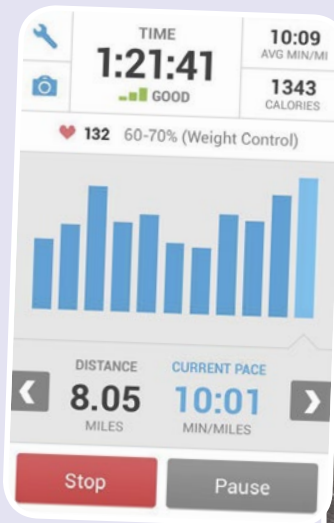 TIME
1:21:41
GOOD
10:09
AVG MIN/MI
1343
CALORIES
132 60-70% (Weight Control)
DISTANCE
8.05
MILES
CURRENT PACE
10:01
MIN/MILES
Stop
Pause